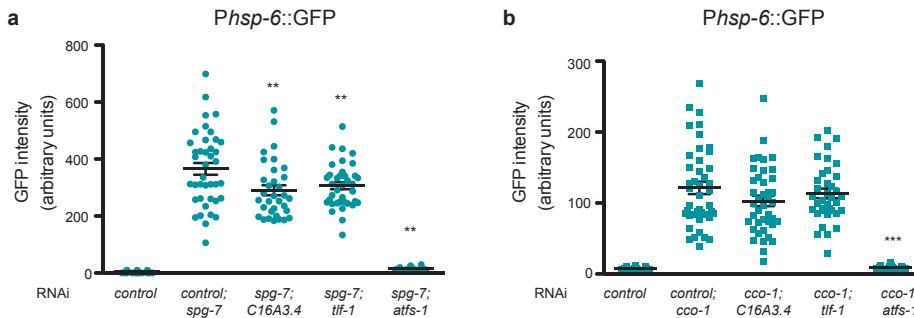 a
Phsp-6::GFP
GFP intensity
(arbitrary units)
800
600
400
200
0
**
**
**
RNAi
control
control;
spg-7
spg-7;
C16A3.4
spg-7;
tlf-1
spg-7;
atfs-1
b
Phsp-6::GFP
GFP intensity
(arbitrary units)
300
200
100
0
***
RNAi
control
control;
cco-1
cco-1;
C16A3.4
cco-1;
tlf-1
cco-1
atfs-1